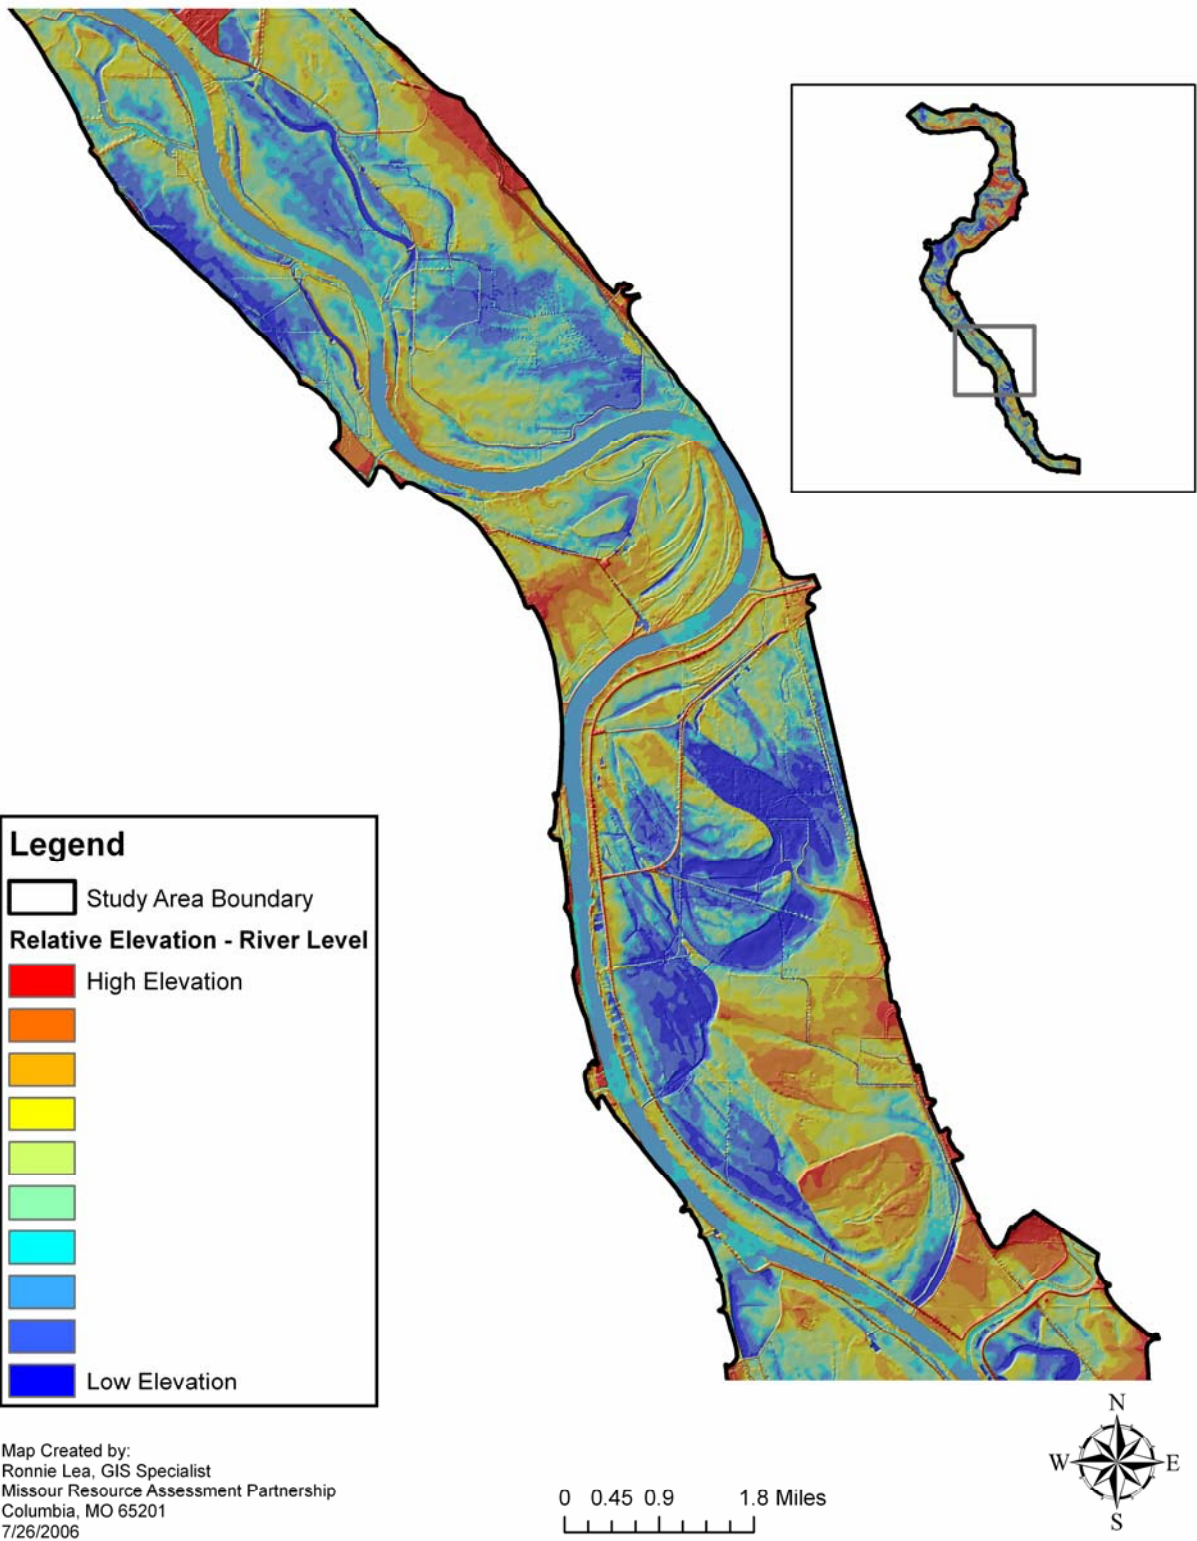 Legend
Study Area Boundary
Relative Elevation - River Level
High Elevation
Low Elevation
Map Created by:
Ronnie Lea, GIS Specialist
Missour Resource Assessment Partnership
Columbia, MO 65201
7/26/2006
0 0.45 0.9 1.8 Miles
N
W E
S